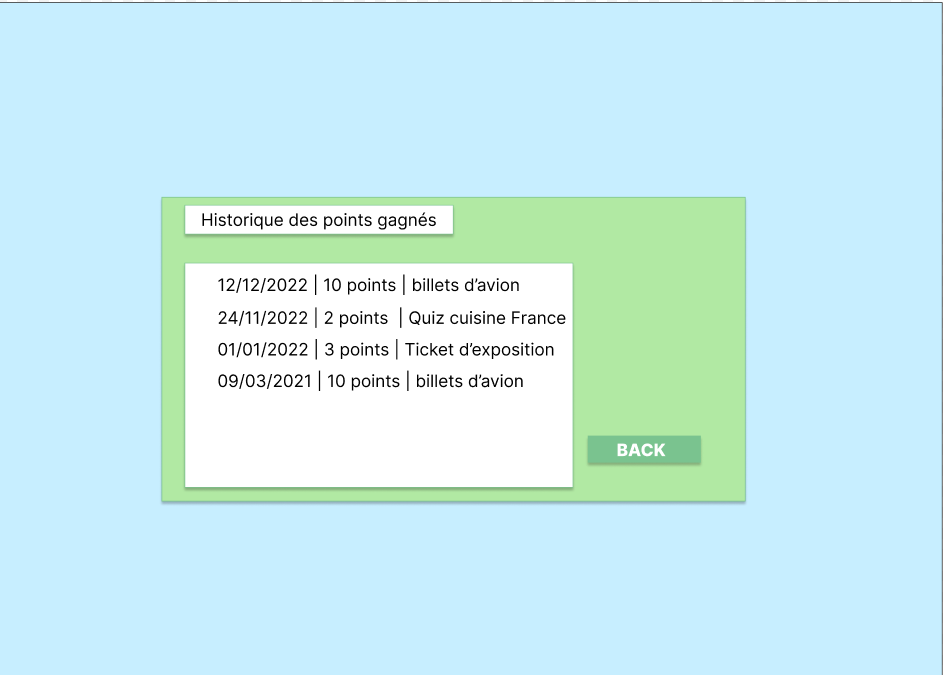 Historique des points gagnés
12/12/2022 | 10 points | billets d’avion
24/11/2022 | 2 points  | Quiz cuisine France
01/01/2022 | 3 points | Ticket d’exposition
09/03/2021 | 10 points | billets d’avion
BACK